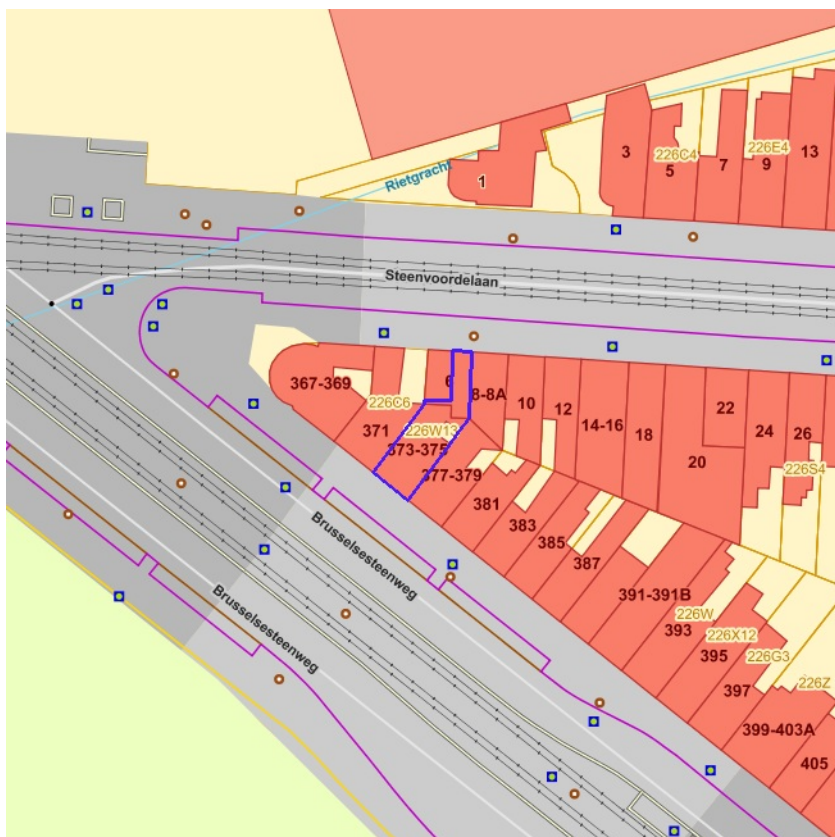 13
3
226C4
226E4
5
7
9
1
Rietgracht
Steenvoordelaan
367-369
6
8-8A
10
12
14-16
18
22
24
26
226C6
371
226W13
373-375
377-379
20
226S4
381
383
385
387
391-391B
226W
393
226X12
395
226G3
397
226Z
399-403A
405
Brusselsesteenweg
Brusselsesteenweg